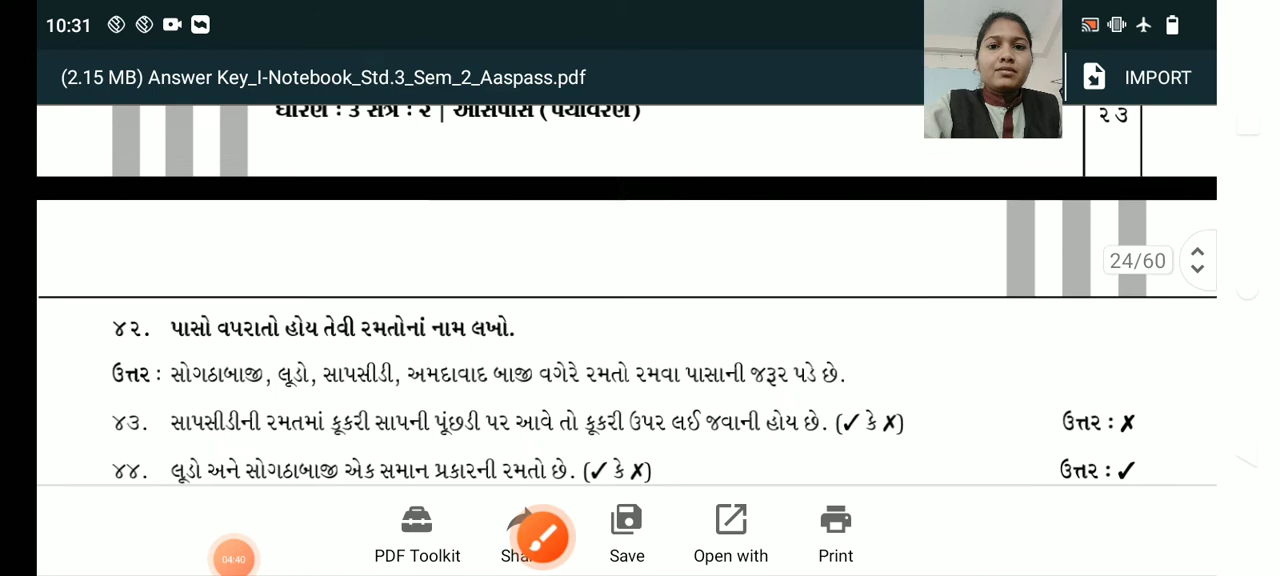 10:31
(2.15 MB) Answer Key_I-Notebook_Std.3_Sem_2_Aaspass.pdf
IMPORT
ધોરણ : ૩ સત્ર : ૨ | આસપાસ (પર્યાવરણ)
૨૩
24/60
૪૨. પાસો વપરાતો હોય તેવી રમતોનાં નામ લખો.
ઉત્તર : સોગઠાબાજી, લૂડો, સાપસીડી, અમદાવાદ બાજી વગેરે રમતો રમવા પાસાની જરૂર પડે છે.
૪૩. સાપસીડીની રમતમાં કૂકરી સાપની પૂંછડી પર આવે તો કૂકરી ઉપર લઈ જવાની હોય છે. (✓ કે ✗) ઉત્તર : ✗
૪૪. લૂડો અને સોગઠાબાજી એક સમાન પ્રકારની રમતો છે. (✓ કે ✗) ઉત્તર : ✓
PDF Toolkit Save Open with Print
04:40